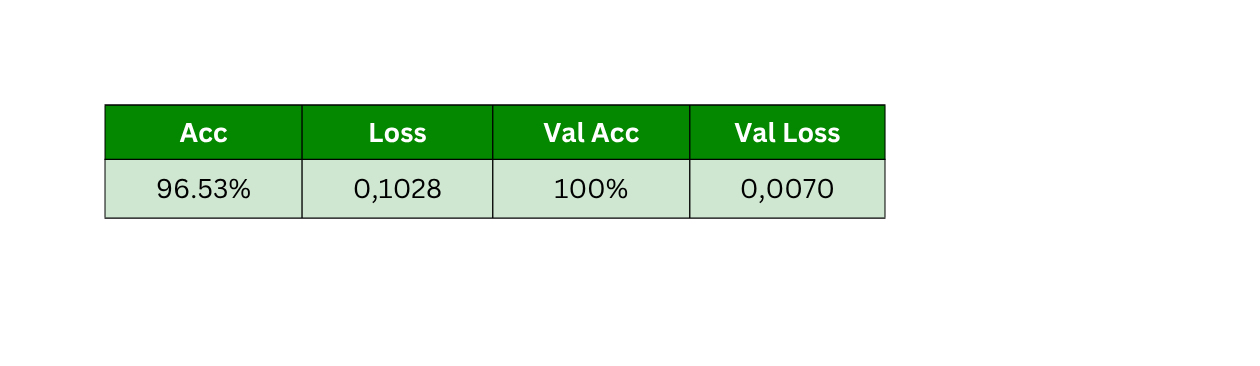 Acc Loss Val Acc Val Loss
96.53% 0,1028 100% 0,0070